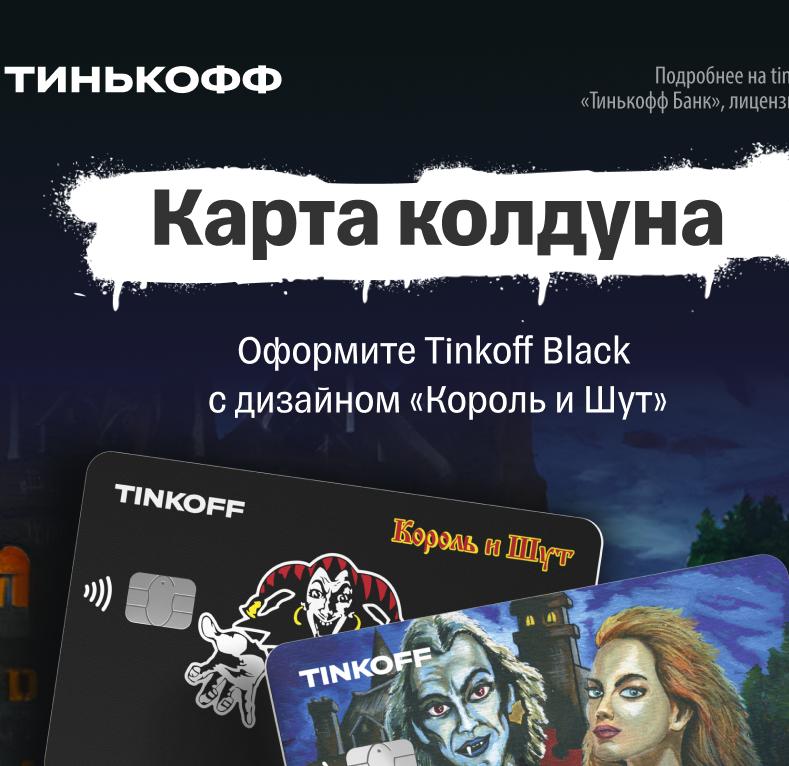 ТИНЬКОФФ
Подробнее на
«Тинькофф Банк»,
Карта колдуна
Оформите Tinkoff Black
с дизайном «Король и Шут»
TINKOFF
Король и Шут
TINKOFF